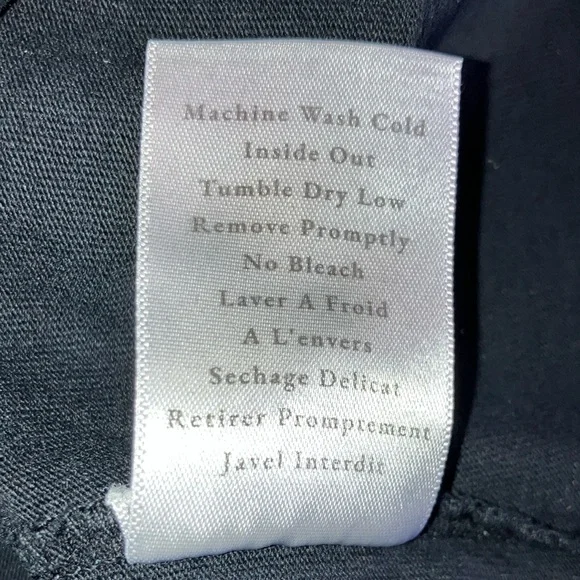 Machine Wash Cold
Inside Out
Tumble Dry Low
Remove Promptly
No Bleach
Laver A Froid
A L'envers
Sechage Delicat
Retirer Promptement
Javel Interdit